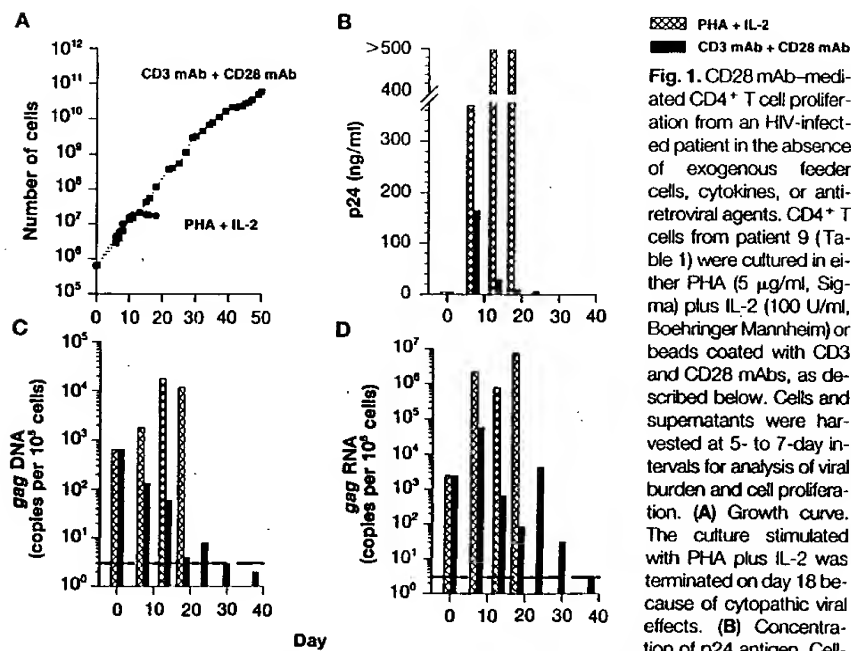 A
Number of cells
10¹²
10¹¹
10¹⁰
10⁹
10⁸
10⁷
10⁶
10⁵
CD3 mAb + CD28 mAb
PHA + IL-2
0 10 20 30 40 50
B
p24 (ng/ml)
>500
400
300
200
100
0
0 10 20 30 40
C
gag DNA
(copies per 10⁵ cells)
10⁵
10⁴
10³
10²
10¹
10⁰
0 10 20 30 40
D
gag RNA
(copies per 10⁵ cells)
10⁷
10⁶
10⁵
10⁴
10³
10²
10¹
10⁰
0 10 20 30 40
Day
PHA + IL-2
CD3 mAb + CD28 mAb
Fig. 1. CD28 mAb–medi-
ated CD4⁺ T cell prolifer-
ation from an HIV-infect-
ed patient in the absence
of exogenous feeder
cells, cytokines, or anti-
retroviral agents. CD4⁺ T
cells from patient 9 (Ta-
ble 1) were cultured in ei-
ther PHA (5 μg/ml, Sig-
ma) plus IL-2 (100 U/ml,
Boehringer Mannheim) or
beads coated with CD3
and CD28 mAbs, as de-
scribed below. Cells and
supernatants were har-
vested at 5- to 7-day in-
tervals for analysis of viral
burden and cell prolifera-
tion. (A) Growth curve.
The culture stimulated
with PHA plus IL-2 was
terminated on day 18 be-
cause of cytopathic viral
effects. (B) Concentra-
tion of p24 antigen. Cell-